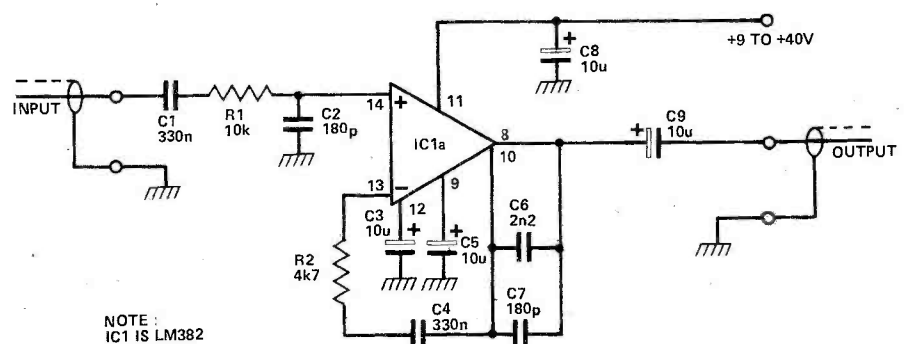 +9 TO +40V
C8
10u
+
11
INPUT
C1
330n
R1
10k
C2
180p
14
+
IC1a
8
10
C9
10u
+
OUTPUT
13
−
12
9
C3
10u
+
C5
10u
+
C6
2n2
R2
4k7
C4
330n
C7
180p
NOTE :
IC1 IS LM382